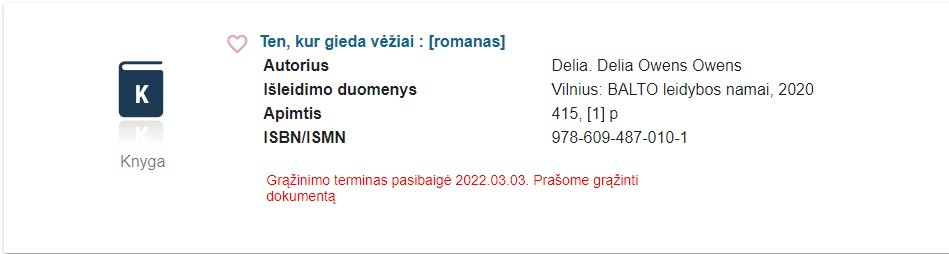 Ten, kur gieda vėžiai : [romanas]
Autorius Delia. Delia Owens Owens
Išleidimo duomenys Vilnius: BALTO leidybos namai, 2020
Apimtis 415, [1] p
ISBN/ISMN 978-609-487-010-1
K
Knyga
Grąžinimo terminas pasibaigė 2022.03.03. Prašome grąžinti
dokumentą